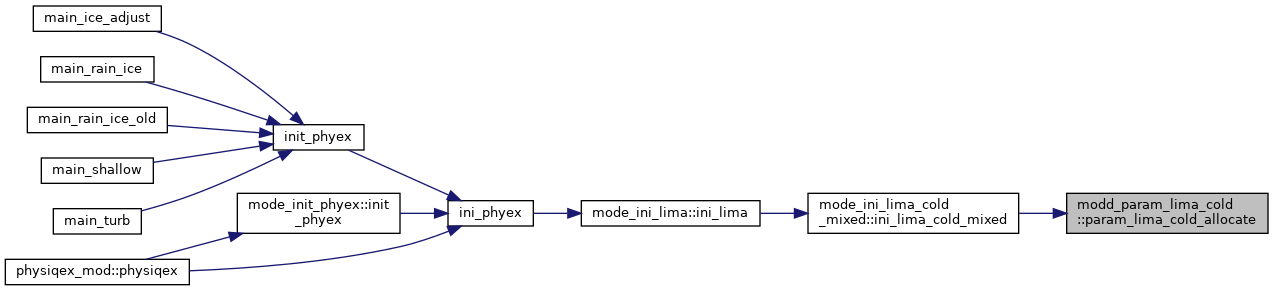 main_ice_adjust
main_rain_ice
main_rain_ice_old
main_shallow
main_turb
physiqex_mod::physiqex
init_phyex
mode_init_phyex::init
_phyex
ini_phyex
mode_ini_lima::ini_lima
mode_ini_lima_cold
_mixed::ini_lima_cold_mixed
modd_param_lima_cold
::param_lima_cold_allocate